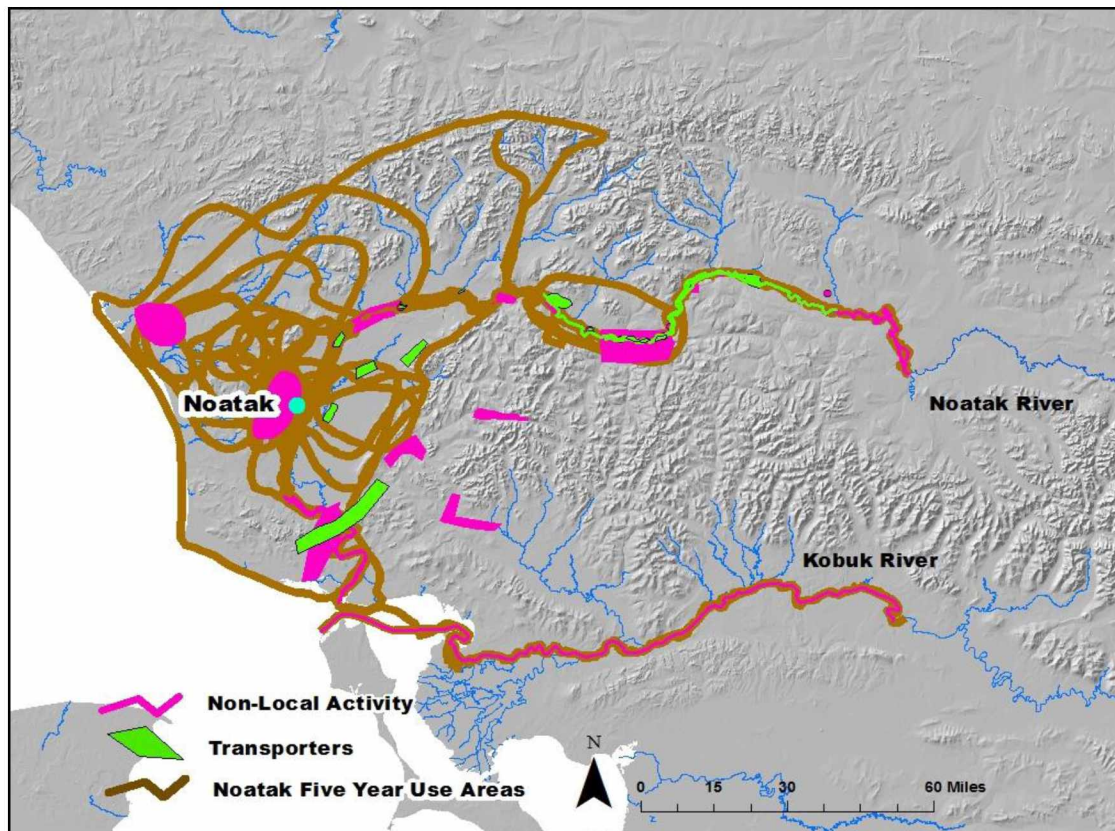 Noatak
Noatak River
Kobuk River
Non-Local Activity
Transporters
Noatak Five Year Use Areas
N
0 15 30 60 Miles